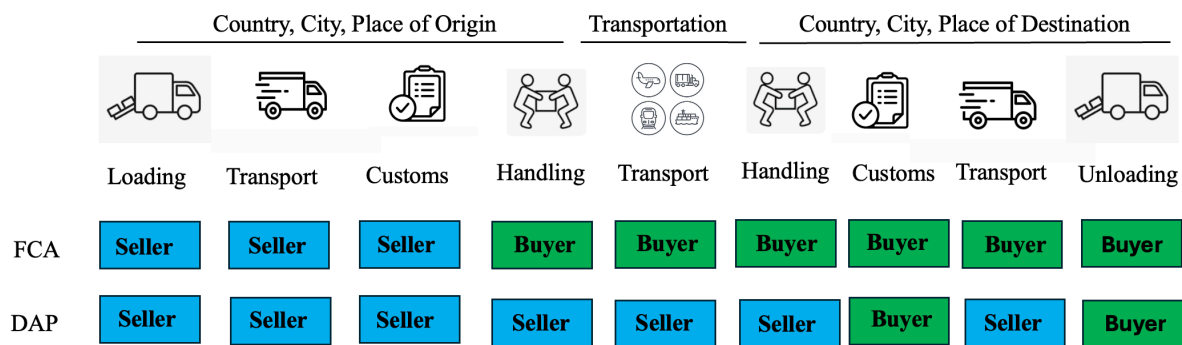 Country, City, Place of Origin Transportation Country, City, Place of Destination
Loading Transport Customs Handling Transport Handling Customs Transport Unloading
FCA Seller Seller Seller Buyer Buyer Buyer Buyer Buyer Buyer
DAP Seller Seller Seller Seller Seller Seller Buyer Seller Buyer